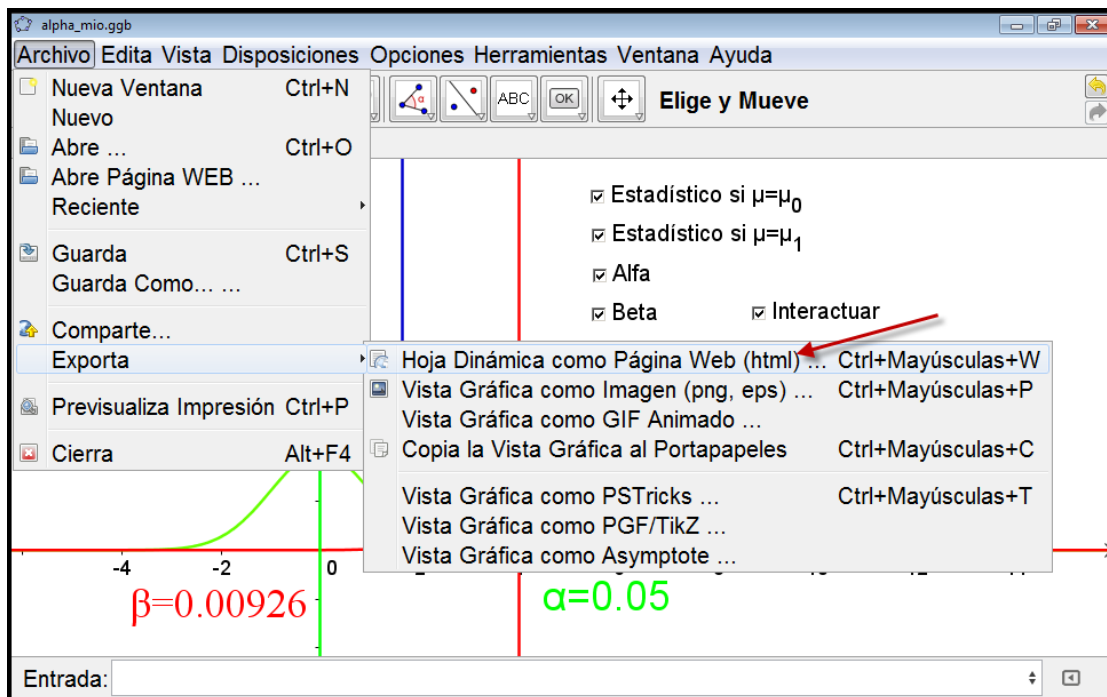 alpha_mio.ggb
Archivo Edita Vista Disposiciones Opciones Herramientas Ventana Ayuda
ABC OK Elige y Mueve
Nueva Ventana Ctrl+N
Nuevo
Abre ... Ctrl+O
Abre Página WEB ...
Reciente
Guarda Ctrl+S
Guarda Como... ...
Comparte...
Exporta
Previsualiza Impresión Ctrl+P
Cierra Alt+F4
Estadístico si μ=μ0
Estadístico si μ=μ1
Alfa
Beta Interactuar
Hoja Dinámica como Página Web (html) ... Ctrl+Mayúsculas+W
Vista Gráfica como Imagen (png, eps) ... Ctrl+Mayúsculas+P
Vista Gráfica como GIF Animado ...
Copia la Vista Gráfica al Portapapeles Ctrl+Mayúsculas+C
Vista Gráfica como PSTricks ... Ctrl+Mayúsculas+T
Vista Gráfica como PGF/TikZ ...
Vista Gráfica como Asymptote ...
-4 -2 0
β=0.00926 α=0.05
Entrada: